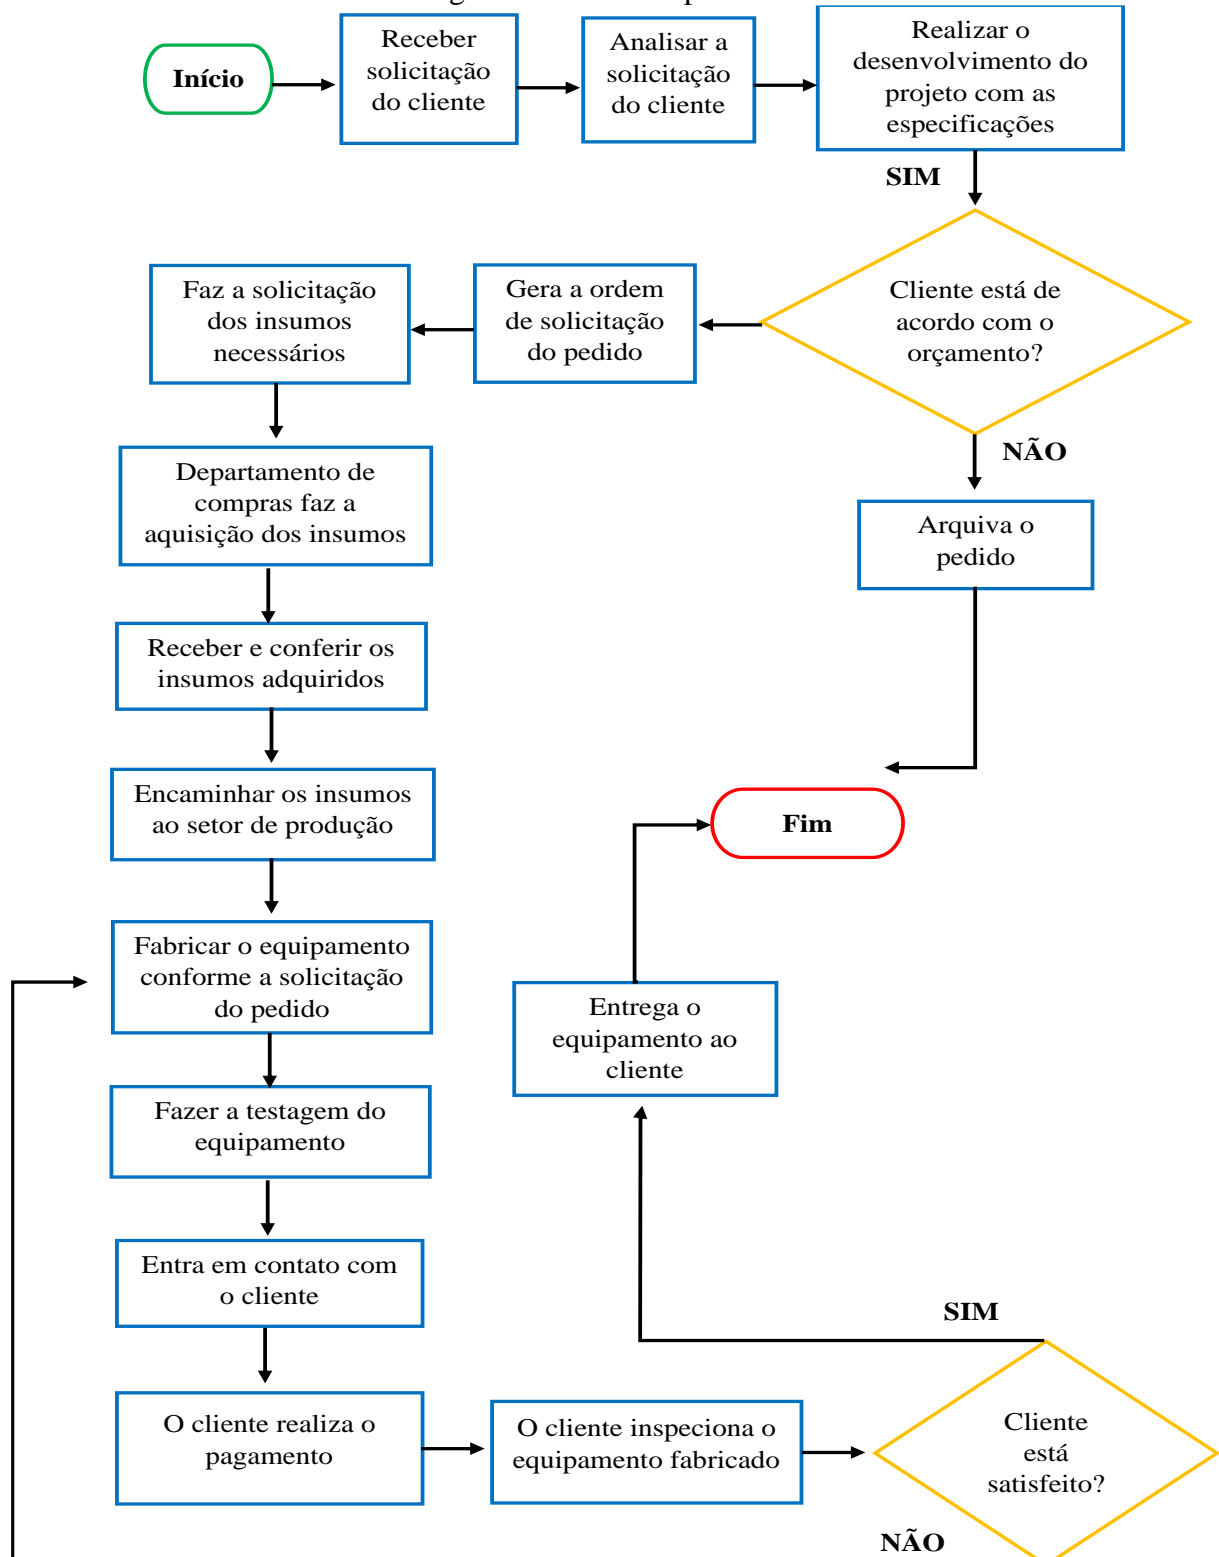 Início
Receber
solicitação
do cliente
Analisar a
solicitação
do cliente
Realizar o
desenvolvimento do
projeto com as
especificações
SIM
Cliente está de
acordo com o
orçamento?
Gera a ordem
de solicitação
do pedido
Faz a solicitação
dos insumos
necessários
NÃO
Arquiva o
pedido
Departamento de
compras faz a
aquisição dos insumos
Receber e conferir os
insumos adquiridos
Encaminhar os insumos
ao setor de produção
Fim
Fabricar o equipamento
conforme a solicitação
do pedido
Entrega o
equipamento ao
cliente
Fazer a testagem do
equipamento
Entra em contato com
o cliente
SIM
O cliente realiza o
pagamento
O cliente inspeciona o
equipamento fabricado
Cliente
está
satisfeito?
NÃO